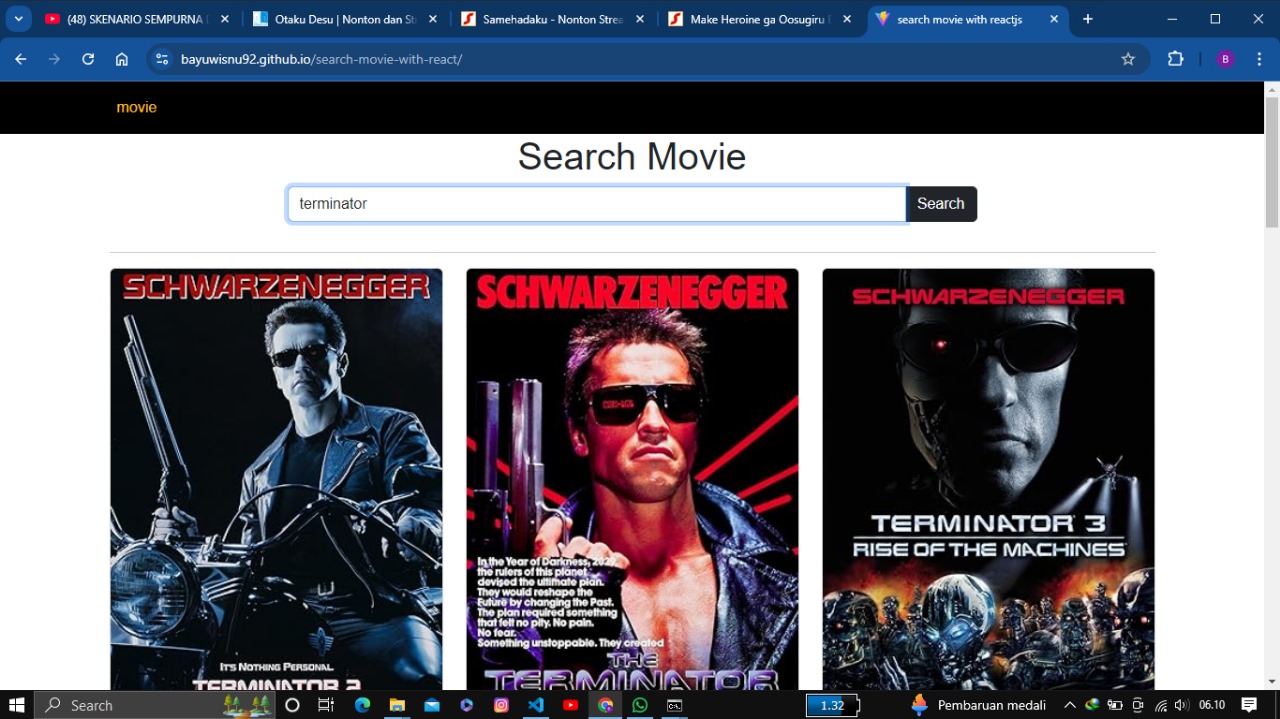 (48) SKENARIO SEMPURNA
Otaku Desu | Nonton dan St
Samehadaku - Nonton Strea
Make Heroine ga Oosugiru
search movie with reactjs
bayuwisnu92.github.io/search-movie-with-react/
B
movie
Search Movie
terminator
Search
SCHWARZENEGGER
IT'S NOTHING PERSONAL.
TERMINATOR 2
SCHWARZENEGGER
In the Year of Darkness, 2029,
the rulers of this planet
devised the ultimate plan.
They would reshape the
Future by changing the Past.
The plan required something
that felt no pity. No pain.
No fear.
Something unstoppable. They created
THE
TERMINATOR
SCHWARZENEGGER
TERMINATOR 3
RISE OF THE MACHINES
Search
1.32
Pembaruan medali
06.10